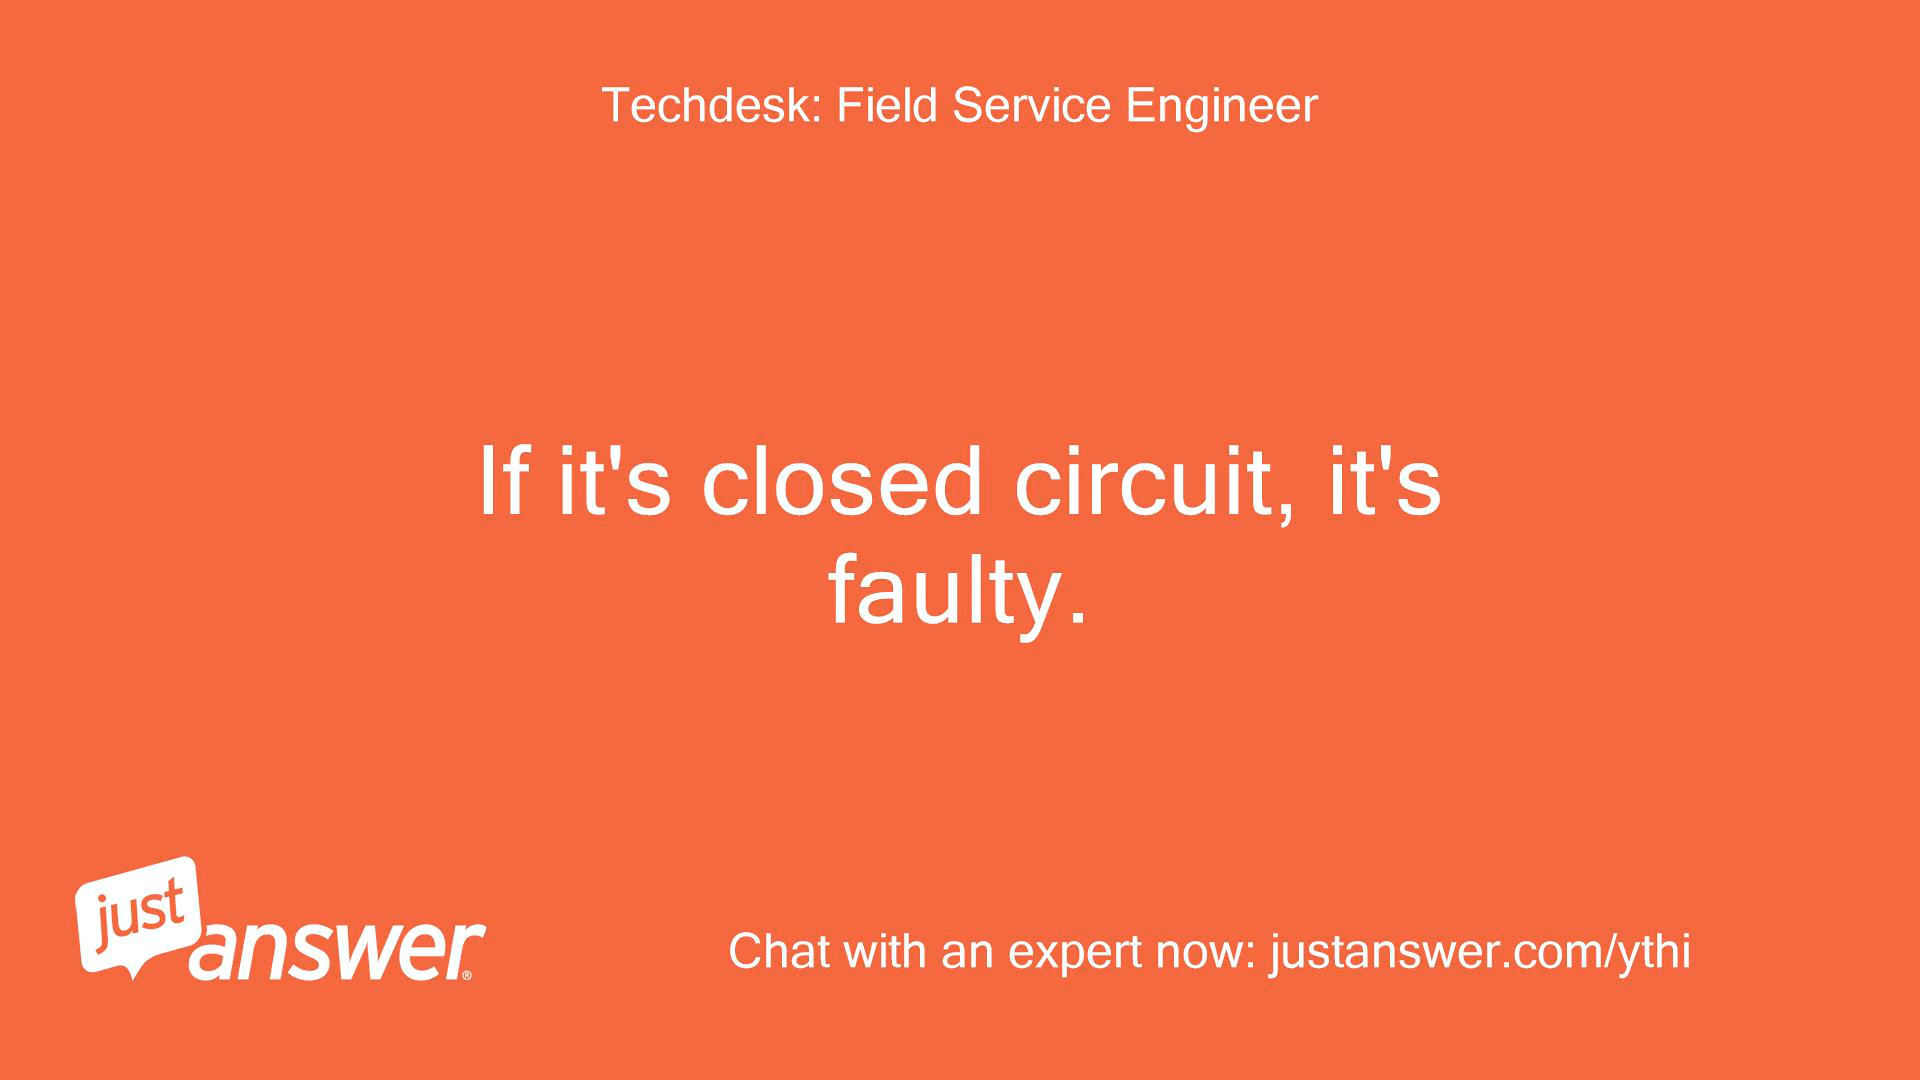 Techdesk: Field Service Engineer
If it's closed circuit, it's
faulty.
just
answer®
Chat with an expert now: justanswer.com/ythi